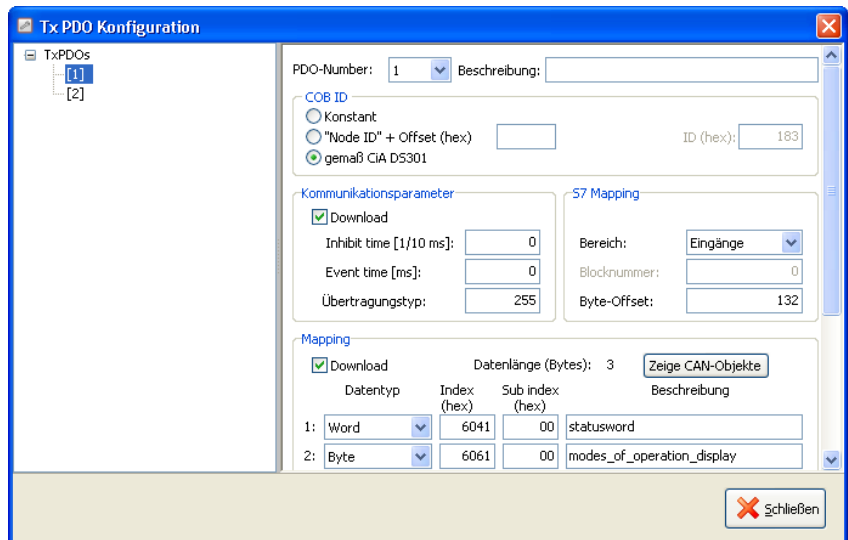 Tx PDO Konfiguration
TxPDOs
[1]
[2]
PDO-Number: 1 Beschreibung:
COB ID
Konstant
"Node ID" + Offset (hex) ID (hex): 183
gemäß CiA DS301
Kommunikationsparameter
Download
Inhibit time [1/10 ms]: 0
Event time [ms]: 0
Übertragungstyp: 255
S7 Mapping
Bereich: Eingänge
Blocknummer: 0
Byte-Offset: 132
Mapping
Download Datenlänge (Bytes): 3 Zeige CAN-Objekte
Datentyp Index (hex) Sub index (hex) Beschreibung
1: Word 6041 00 statusword
2: Byte 6061 00 modes_of_operation_display
Schließen